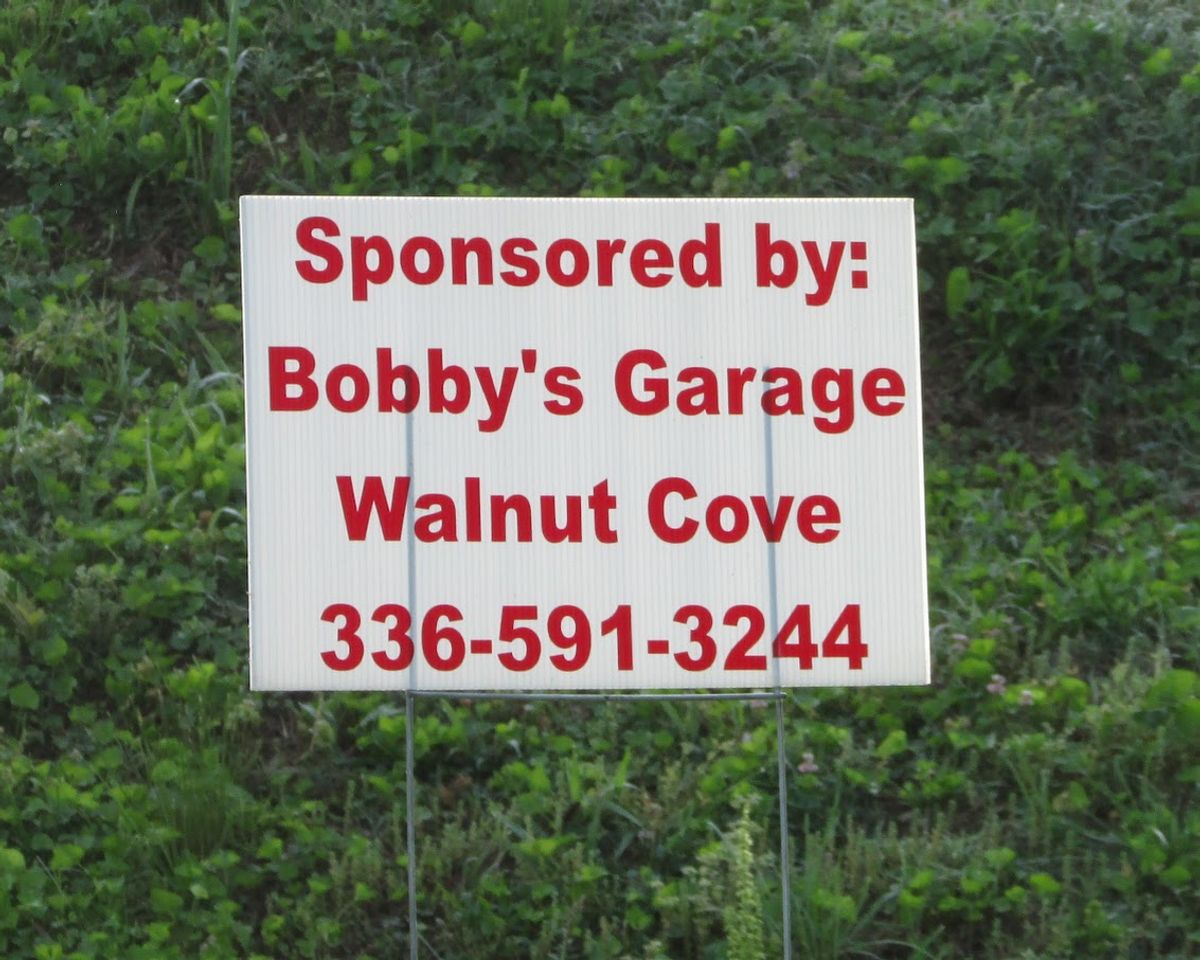 Sponsored by:
Bobby's Garage
Walnut Cove
336-591-3244